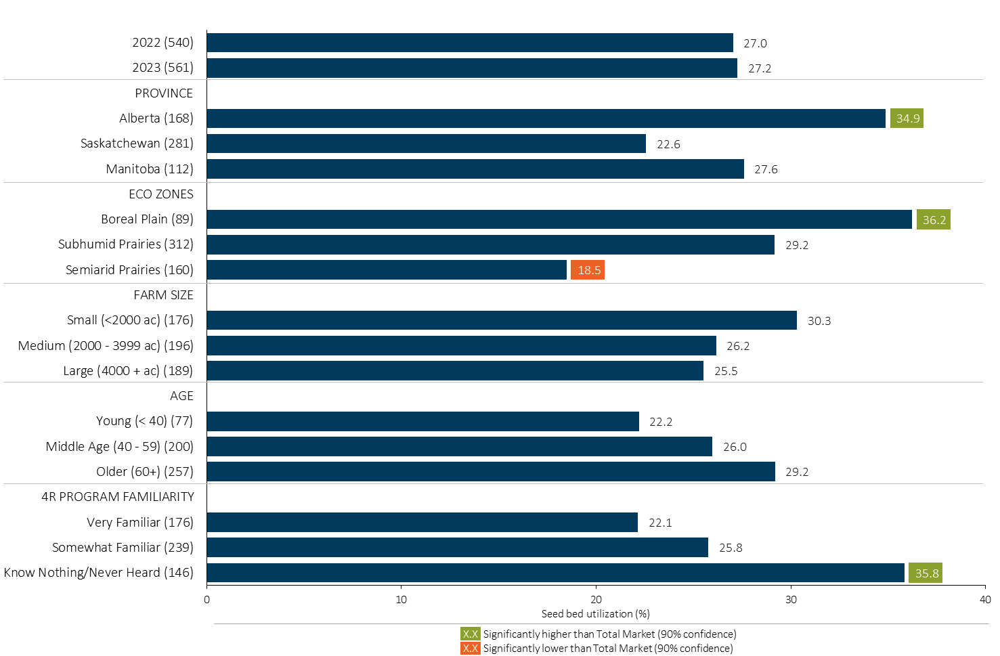 2022 (540) 27.0
2023 (561) 27.2
PROVINCE
Alberta (168) 34.9
Saskatchewan (281) 22.6
Manitoba (112) 27.6
ECO ZONES
Boreal Plain (89) 36.2
Subhumid Prairies (312) 29.2
Semiarid Prairies (160) 18.5
FARM SIZE
Small (<2000 ac) (176) 30.3
Medium (2000 - 3999 ac) (196) 26.2
Large (4000 + ac) (189) 25.5
AGE
Young (< 40) (77) 22.2
Middle Age (40 - 59) (200) 26.0
Older (60+) (257) 29.2
4R PROGRAM FAMILIARITY
Very Familiar (176) 22.1
Somewhat Familiar (239) 25.8
Know Nothing/Never Heard (146) 35.8
0 10 20 30 40
Seed bed utilization (%)
X.X Significantly higher than Total Market (90% confidence)
X.X Significantly lower than Total Market (90% confidence)